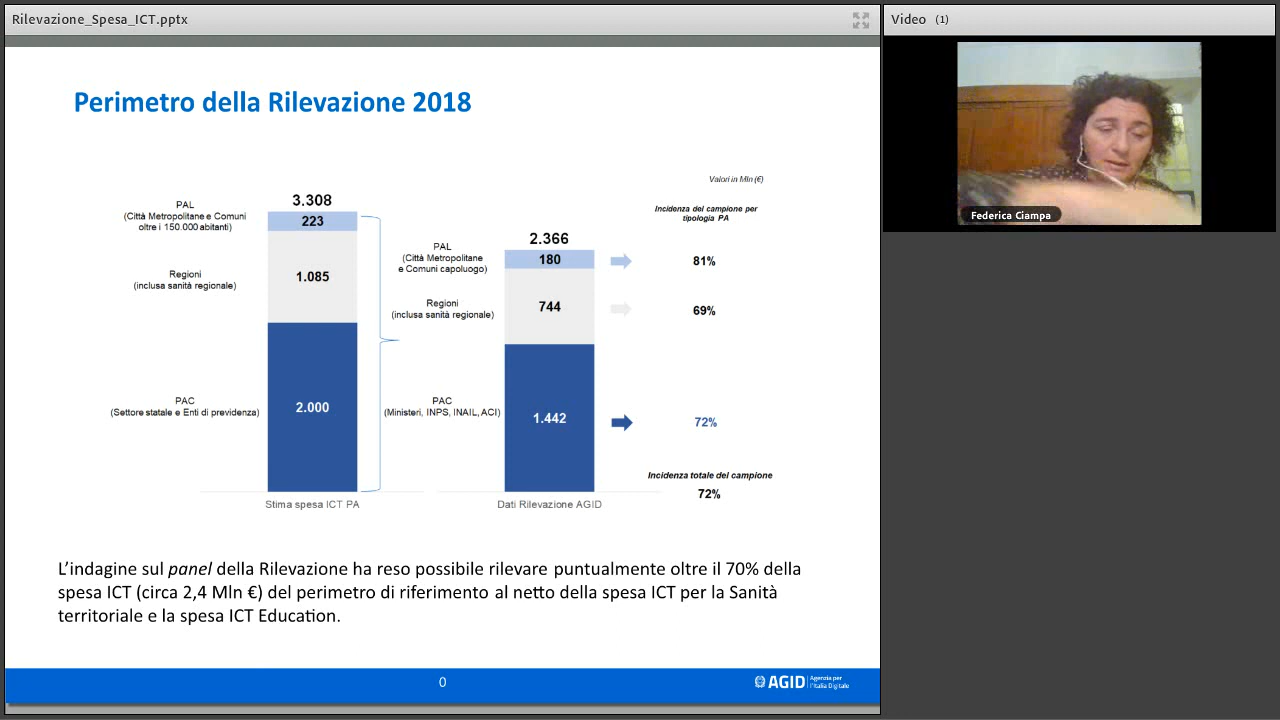 Rilevazione_Spesa_ICT.pptx
Video (1)
Federica Ciampa
Perimetro della Rilevazione 2018
Valori in Mln (€)
Incidenza del campione per
tipologia PA
3.308
PAL
(Città Metropolitane e Comuni
oltre i 150.000 abitanti)
223
Regioni
(inclusa sanità regionale)
1.085
PAC
(Settore statale e Enti di previdenza)
2.000
Stima spesa ICT PA
2.366
PAL
(Città Metropolitane
e Comuni capoluogo)
180
81%
Regioni
(inclusa sanità regionale)
744
69%
PAC
(Ministeri, INPS, INAIL, ACI)
1.442
72%
Dati Rilevazione AGID
Incidenza totale del campione
72%
L'indagine sul panel della Rilevazione ha reso possibile rilevare puntualmente oltre il 70% della
spesa ICT (circa 2,4 Mln €) del perimetro di riferimento al netto della spesa ICT per la Sanità
territoriale e la spesa ICT Education.
0
AGID
Agenzia per
l'Italia Digitale